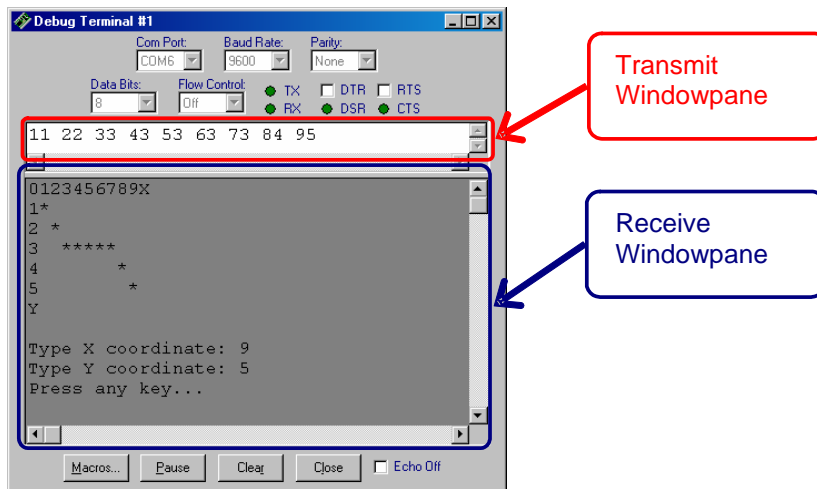 Debug Terminal #1
Com Port: Baud Rate: Parity:
COM6 9600 None
Data Bits: Flow Control: TX DTR RTS
8 Off RX DSR CTS
11 22 33 43 53 63 73 84 95
0123456789X
1*
2 *
3  *****
4       *
5        *
Y
Type X coordinate: 9
Type Y coordinate: 5
Press any key...
Macros... Pause Clear Close Echo Off
Transmit
Windowpane
Receive
Windowpane